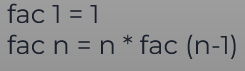 fac 1 = 1
fac n = n * fac (n-1)